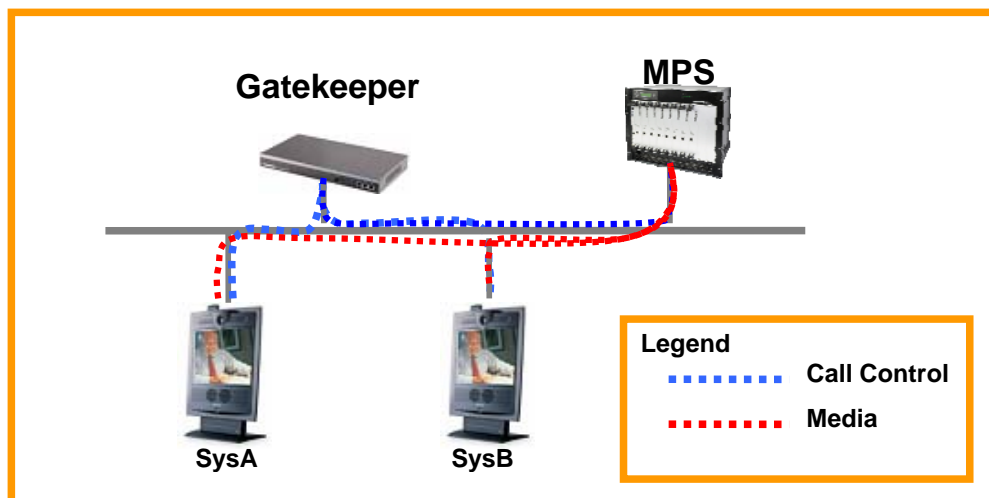 Gatekeeper
MPS
SysA
SysB
Legend
Call Control
Media